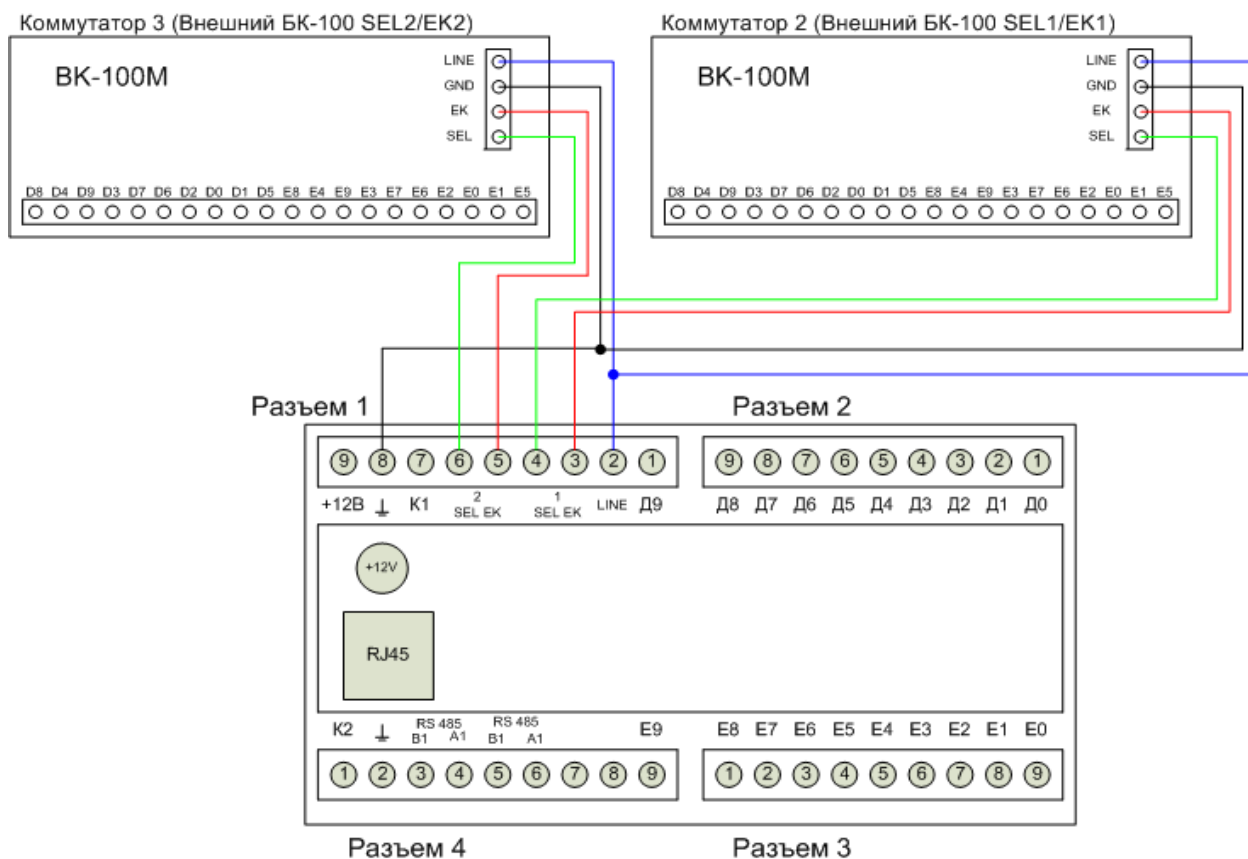 Коммутатор 3 (Внешний БК-100 SEL2/EK2)
BK-100M
LINE
GND
EK
SEL
D8 D4 D9 D3 D7 D6 D2 D0 D1 D5 E8 E4 E9 E3 E7 E6 E2 E0 E1 E5
Коммутатор 2 (Внешний БК-100 SEL1/EK1)
BK-100M
LINE
GND
EK
SEL
D8 D4 D9 D3 D7 D6 D2 D0 D1 D5 E8 E4 E9 E3 E7 E6 E2 E0 E1 E5
Разъем 1
Разъем 2
9 8 7 6 5 4 3 2 1
9 8 7 6 5 4 3 2 1
+12В К1 2 SEL EK 1 SEL EK LINE Д9
Д8 Д7 Д6 Д5 Д4 Д3 Д2 Д1 Д0
+12V
RJ45
К2 RS 485 B1 A1 RS 485 B1 A1 E9
E8 E7 E6 E5 E4 E3 E2 E1 E0
1 2 3 4 5 6 7 8 9
1 2 3 4 5 6 7 8 9
Разъем 4
Разъем 3